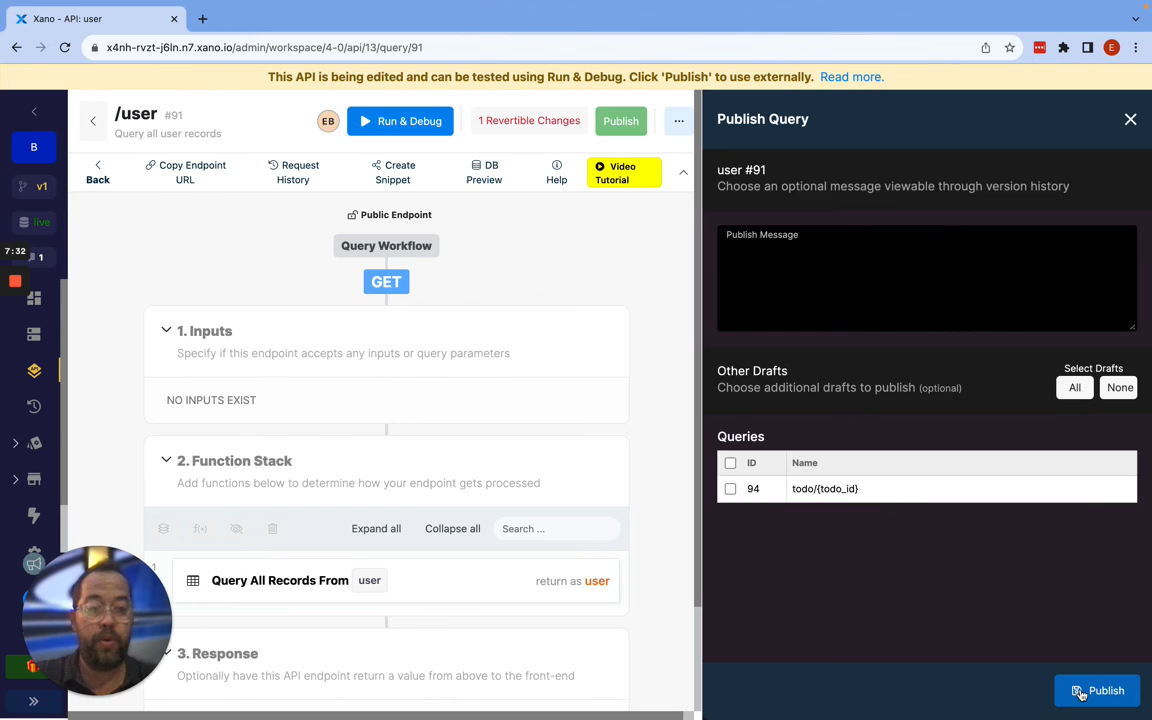 Xano - API: user
x4nh-rvzt-j6ln.n7.xano.io/admin/workspace/4-0/api/13/query/91
E
This API is being edited and can be tested using Run & Debug. Click 'Publish' to use externally. Read more.
B
v1
live
7:32
1
/user #91
Query all user records
EB
Run & Debug
1 Revertible Changes
Publish
...
Back
Copy Endpoint
URL
Request
History
Create
Snippet
DB
Preview
Help
Video
Tutorial
Public Endpoint
Query Workflow
GET
1. Inputs
Specify if this endpoint accepts any inputs or query parameters
NO INPUTS EXIST
2. Function Stack
Add functions below to determine how your endpoint gets processed
Expand all
Collapse all
Search ...
1
Query All Records From user
return as user
3. Response
Optionally have this API endpoint return a value from above to the front-end
Publish Query
user #91
Choose an optional message viewable through version history
Publish Message
Other Drafts
Choose additional drafts to publish (optional)
Select Drafts
All
None
Queries
ID Name
94 todo/{todo_id}
Publish